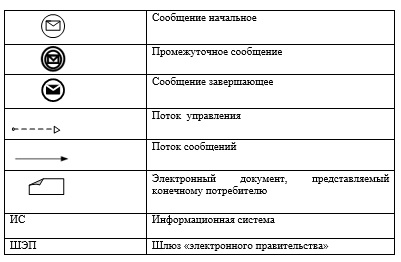 Сообщение начальное
Промежуточное сообщение
Сообщение завершающее
Поток управления
Поток сообщений
Электронный документ, представляемый
конечному потребителю
ИС Информационная система
ШЭП Шлюз «электронного правительства»